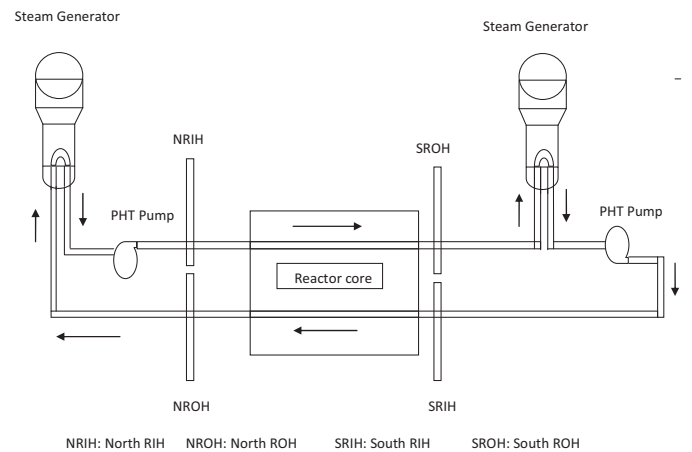 Steam Generator
Steam Generator
NRIH
SROH
PHT Pump
PHT Pump
Reactor core
NROH
SRIH
NRIH: North RIH NROH: North ROH SRIH: South RIH SROH: South ROH